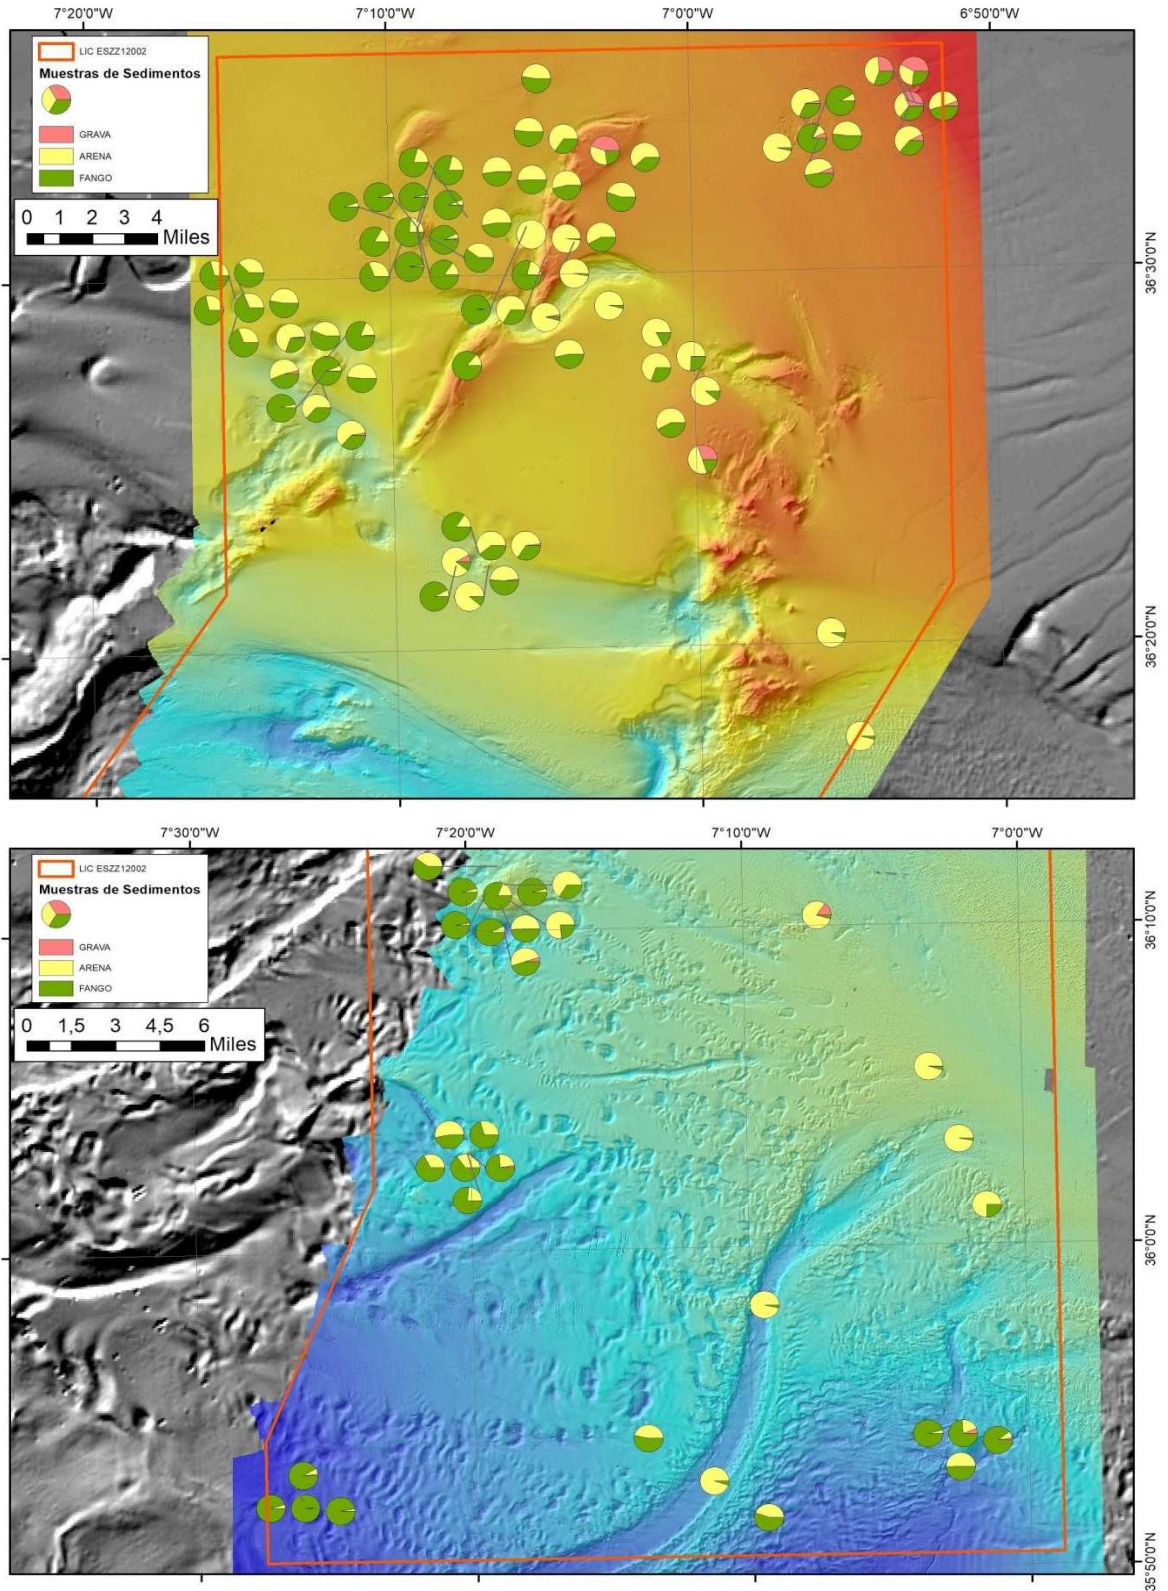 7°20'0"W 7°10'0"W 7°0'0"W 6°50'0"W
LIC ESZZ12002
Muestras de Sedimentos
GRAVA
ARENA
FANGO
0 1 2 3 4
Miles
36°30'0"N
36°20'0"N
7°30'0"W 7°20'0"W 7°10'0"W 7°0'0"W
LIC ESZZ12002
Muestras de Sedimentos
GRAVA
ARENA
FANGO
0 1,5 3 4,5 6
Miles
36°10'0"N
36°0'0"N
35°50'0"N